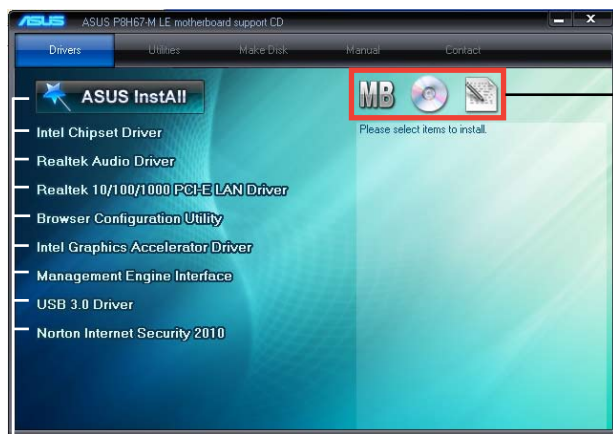 ASUS ASUS P8H67-M LE motherboard support CD
Drivers Utilities Make Disk Manual Contact
ASUS InstAll
MB
Intel Chipset Driver
Please select items to install.
Realtek Audio Driver
Realtek 10/100/1000 PCI-E LAN Driver
Browser Configuration Utility
Intel Graphics Accelerator Driver
Management Engine Interface
USB 3.0 Driver
Norton Internet Security 2010